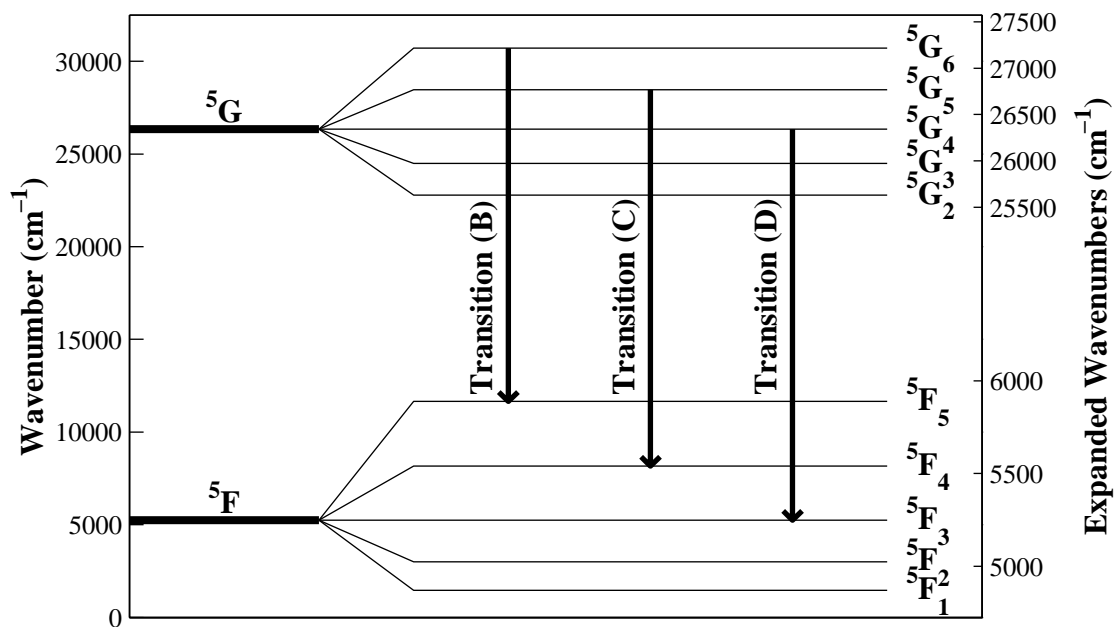 Wavenumber (cm⁻¹)
30000
25000
20000
15000
10000
5000
0
⁵G
⁵F
Transition (B)
Transition (C)
Transition (D)
⁵G₆
⁵G₅
⁵G₄
⁵G₃
⁵G₂
⁵F₅
⁵F₄
⁵F₃
⁵F₂
⁵F₁
27500
27000
26500
26000
25500
6000
5500
5000
Expanded Wavenumbers (cm⁻¹)